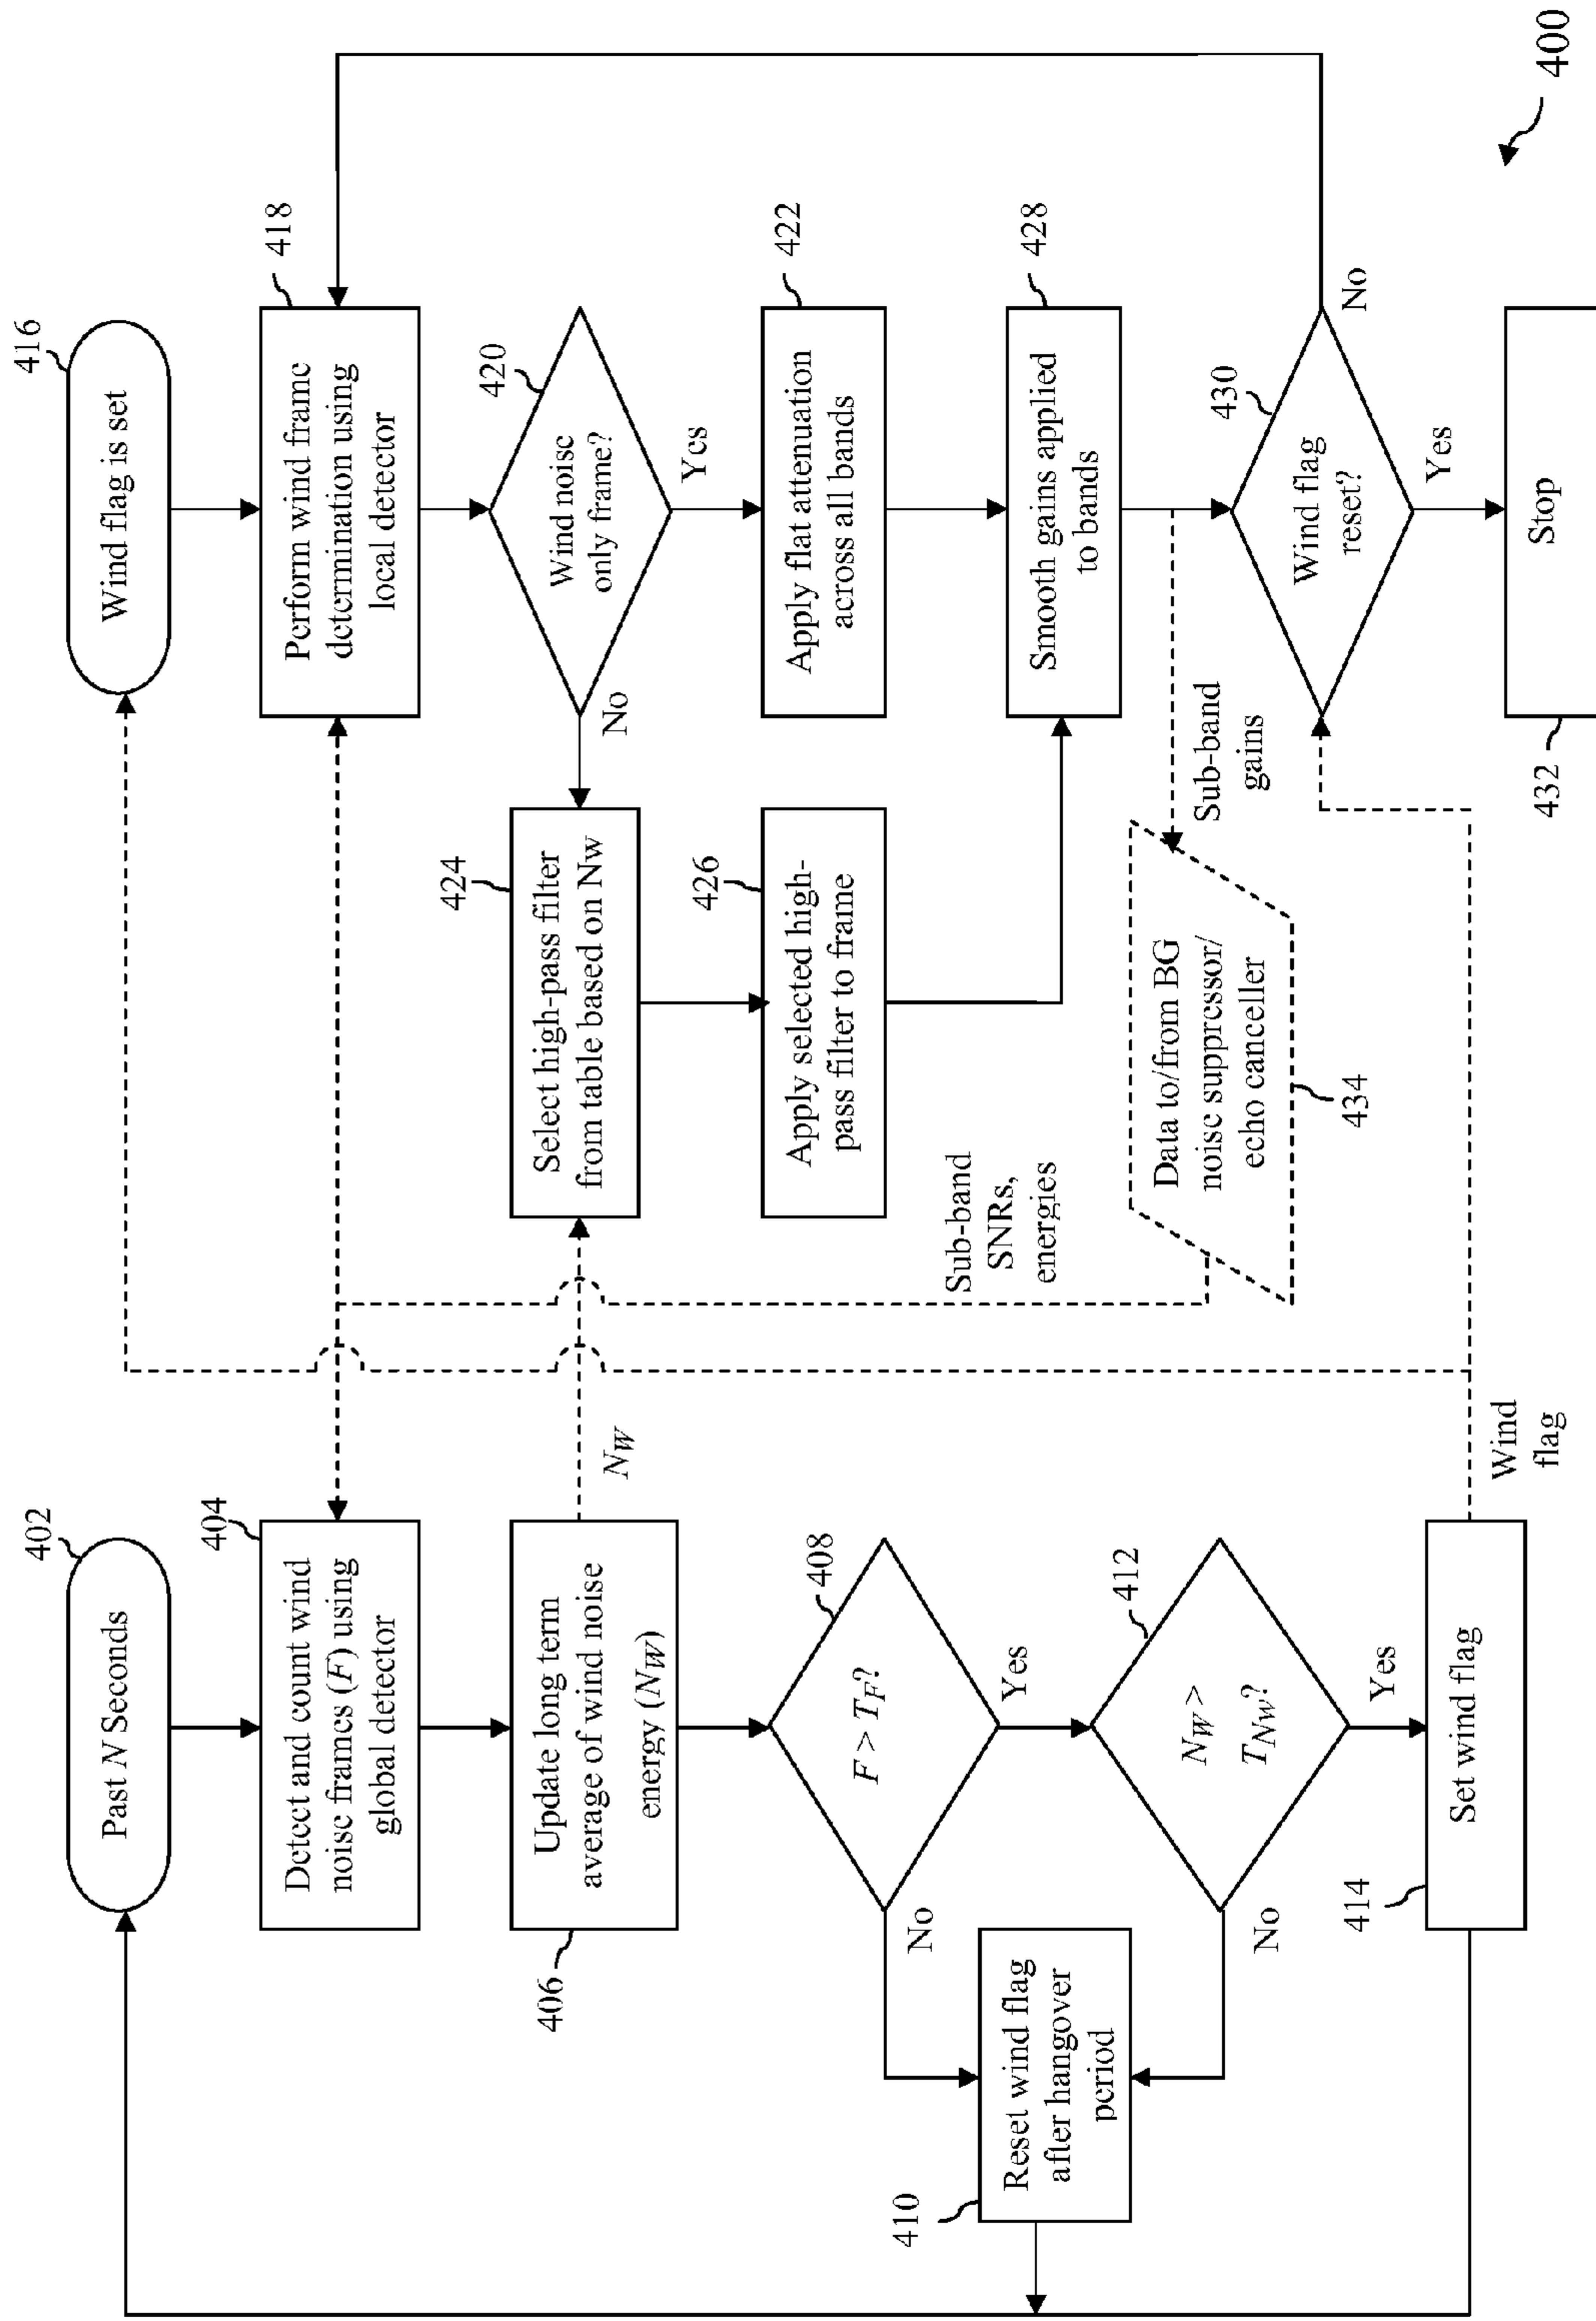 402
Past N Seconds
404
Detect and count wind
noise frames (F) using
global detector
406
Update long term
average of wind noise
energy (NW)
NW
408
F > TF?
Yes
No
410
Reset wind flag
after hangover
period
412
NW >
TNW?
Yes
No
414
Set wind flag
Wind
flag
416
Wind flag is set
418
Perform wind frame
determination using
local detector
420
Wind noise
only frame?
Yes
No
422
Apply flat attenuation
across all bands
424
Select high-pass filter
from table based on Nw
426
Apply selected high-
pass filter to frame
428
Smooth gains applied
to bands
Sub-band
gains
Sub-band
SNRs,
energies
Data to/from BG
noise suppressor/
echo canceller
434
430
Wind flag
reset?
No
Yes
432
Stop
400